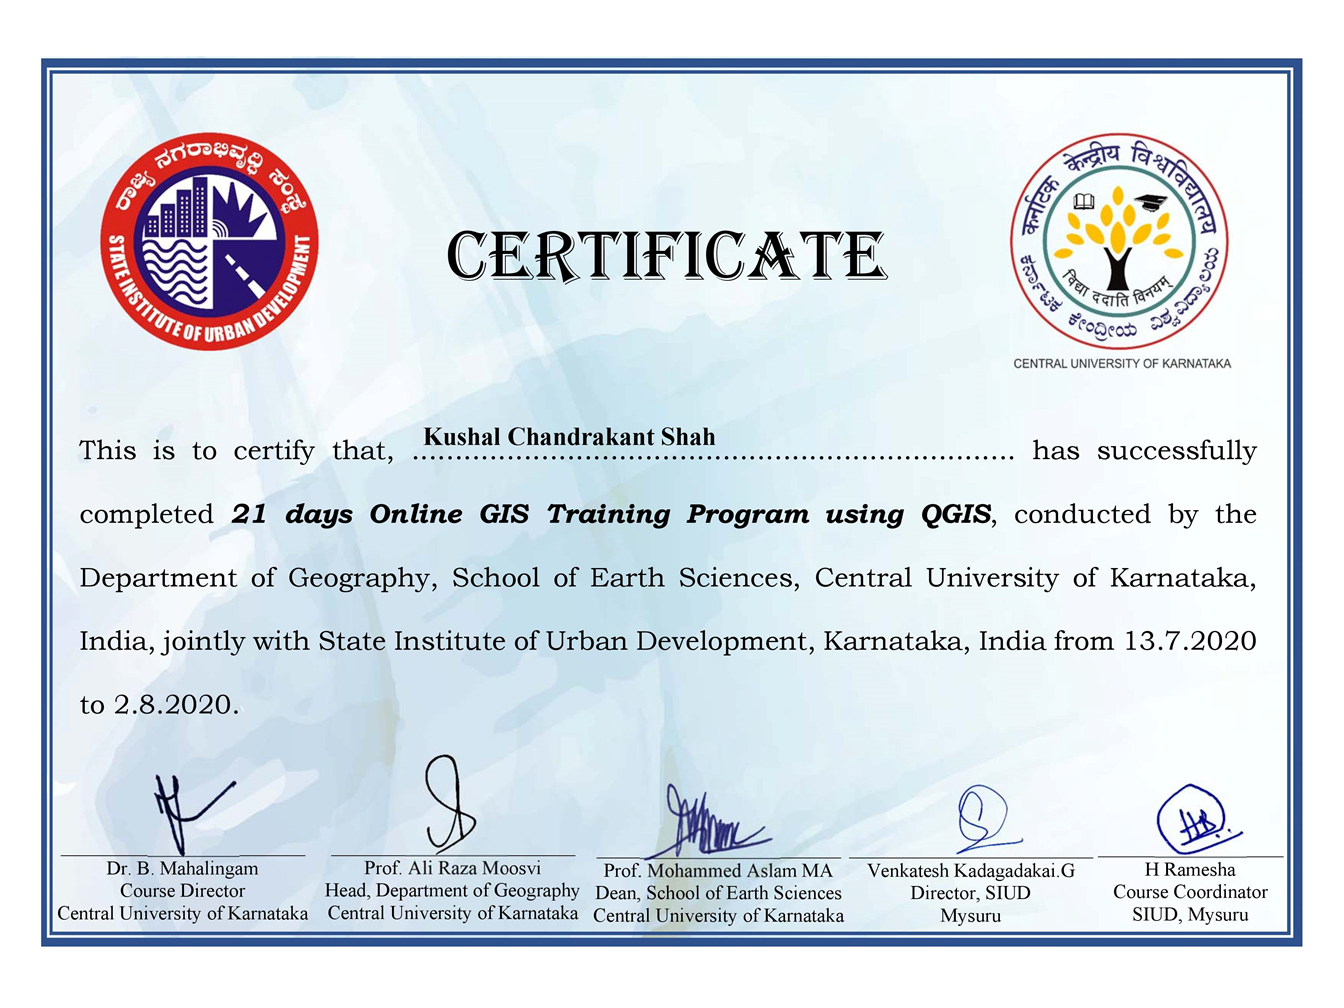 ರಾಜ್ಯ ನಗರಾಭಿವೃದ್ಧಿ ಸಂಸ್ಥೆ
STATE INSTITUTE OF URBAN DEVELOPMENT
CERTIFICATE
कर्नाटक केन्द्रीय विश्वविद्यालय
विद्या ददाति विनयम्
ಕರ್ನಾಟಕ ಕೇಂದ್ರೀಯ ವಿಶ್ವವಿದ್ಯಾಲಯ
CENTRAL UNIVERSITY OF KARNATAKA
This is to certify that, Kushal Chandrakant Shah has successfully
completed 21 days Online GIS Training Program using QGIS, conducted by the
Department of Geography, School of Earth Sciences, Central University of Karnataka,
India, jointly with State Institute of Urban Development, Karnataka, India from 13.7.2020
to 2.8.2020.
Dr. B. Mahalingam
Course Director
Central University of Karnataka
Prof. Ali Raza Moosvi
Head, Department of Geography
Central University of Karnataka
Prof. Mohammed Aslam MA
Dean, School of Earth Sciences
Central University of Karnataka
Venkatesh Kadagadakai.G
Director, SIUD
Mysuru
H Ramesha
Course Coordinator
SIUD, Mysuru